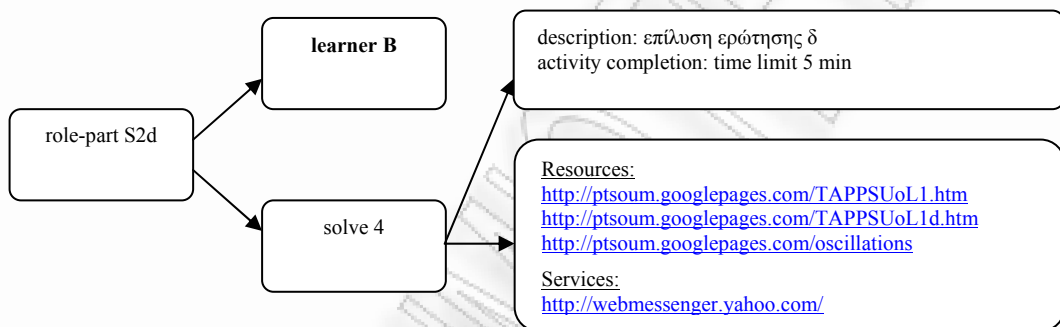 learner B
description: επίλυση ερώτησης δ
activity completion: time limit 5 min
role-part S2d
solve 4
Resources:
http://ptsoum.googlepages.com/TAPPSUoL1.htm
http://ptsoum.googlepages.com/TAPPSUoL1d.htm
http://ptsoum.googlepages.com/oscillations
Services:
http://webmessenger.yahoo.com/